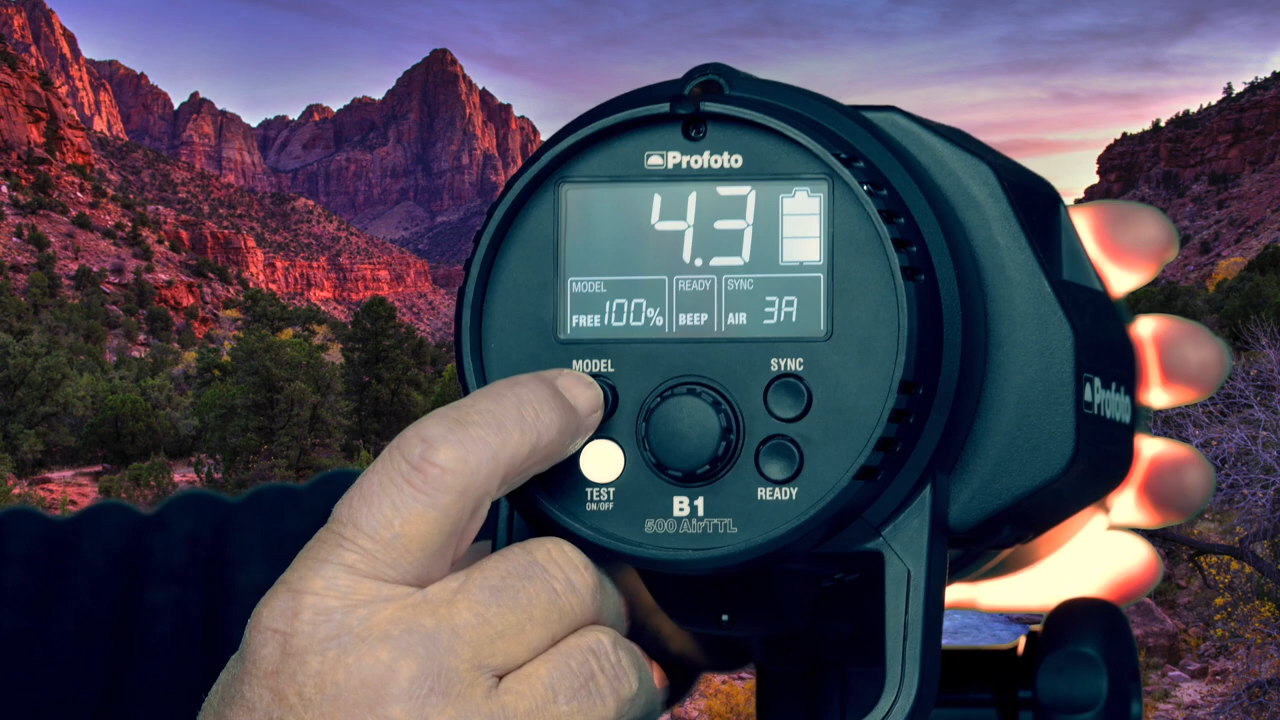 Profoto
4.3
MODEL
FREE 100%
READY
BEEP
SYNC
AIR 3A
MODEL
SYNC
TEST
ON/OFF
READY
B1
500 AirTTL
Profoto